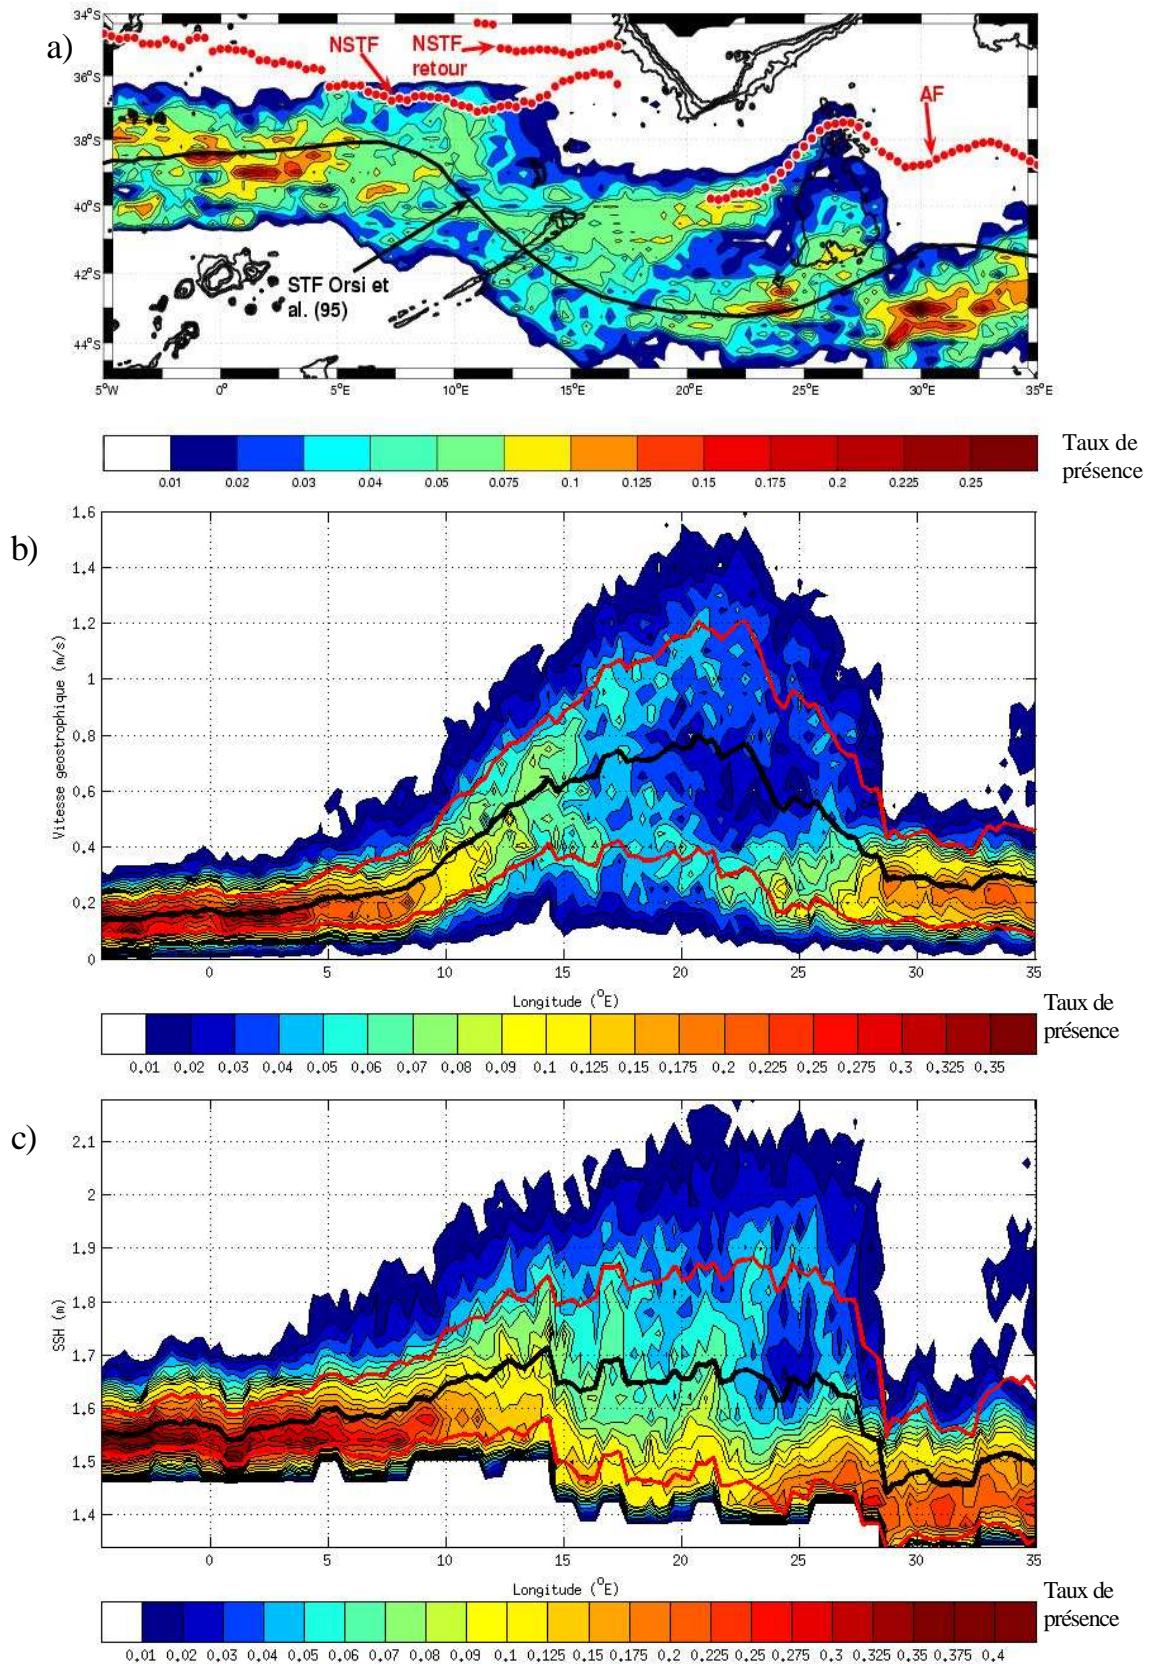 a)
34°S
36°S
38°S
40°S
42°S
44°S
NSTF
NSTF
retour
AF
STF Orsi et
al. (95)
5°W 0° 5°E 10°E 15°E 20°E 25°E 30°E 35°E
0.01 0.02 0.03 0.04 0.05 0.075 0.1 0.125 0.15 0.175 0.2 0.225 0.25
Taux de
présence
b)
Vitesse geostrophique (m/s)
1.6
1.4
1.2
1
0.8
0.6
0.4
0.2
0
0 5 10 15 20 25 30 35
Longitude (°E)
0.01 0.02 0.03 0.04 0.05 0.06 0.07 0.08 0.09 0.1 0.125 0.15 0.175 0.2 0.225 0.25 0.275 0.3 0.325 0.35
Taux de
présence
c)
SSH (m)
2.1
2
1.9
1.8
1.7
1.6
1.5
1.4
0 5 10 15 20 25 30 35
Longitude (°E)
0.01 0.02 0.03 0.04 0.05 0.06 0.07 0.08 0.09 0.1 0.125 0.15 0.175 0.2 0.225 0.25 0.275 0.3 0.325 0.35 0.375 0.4
Taux de
présence